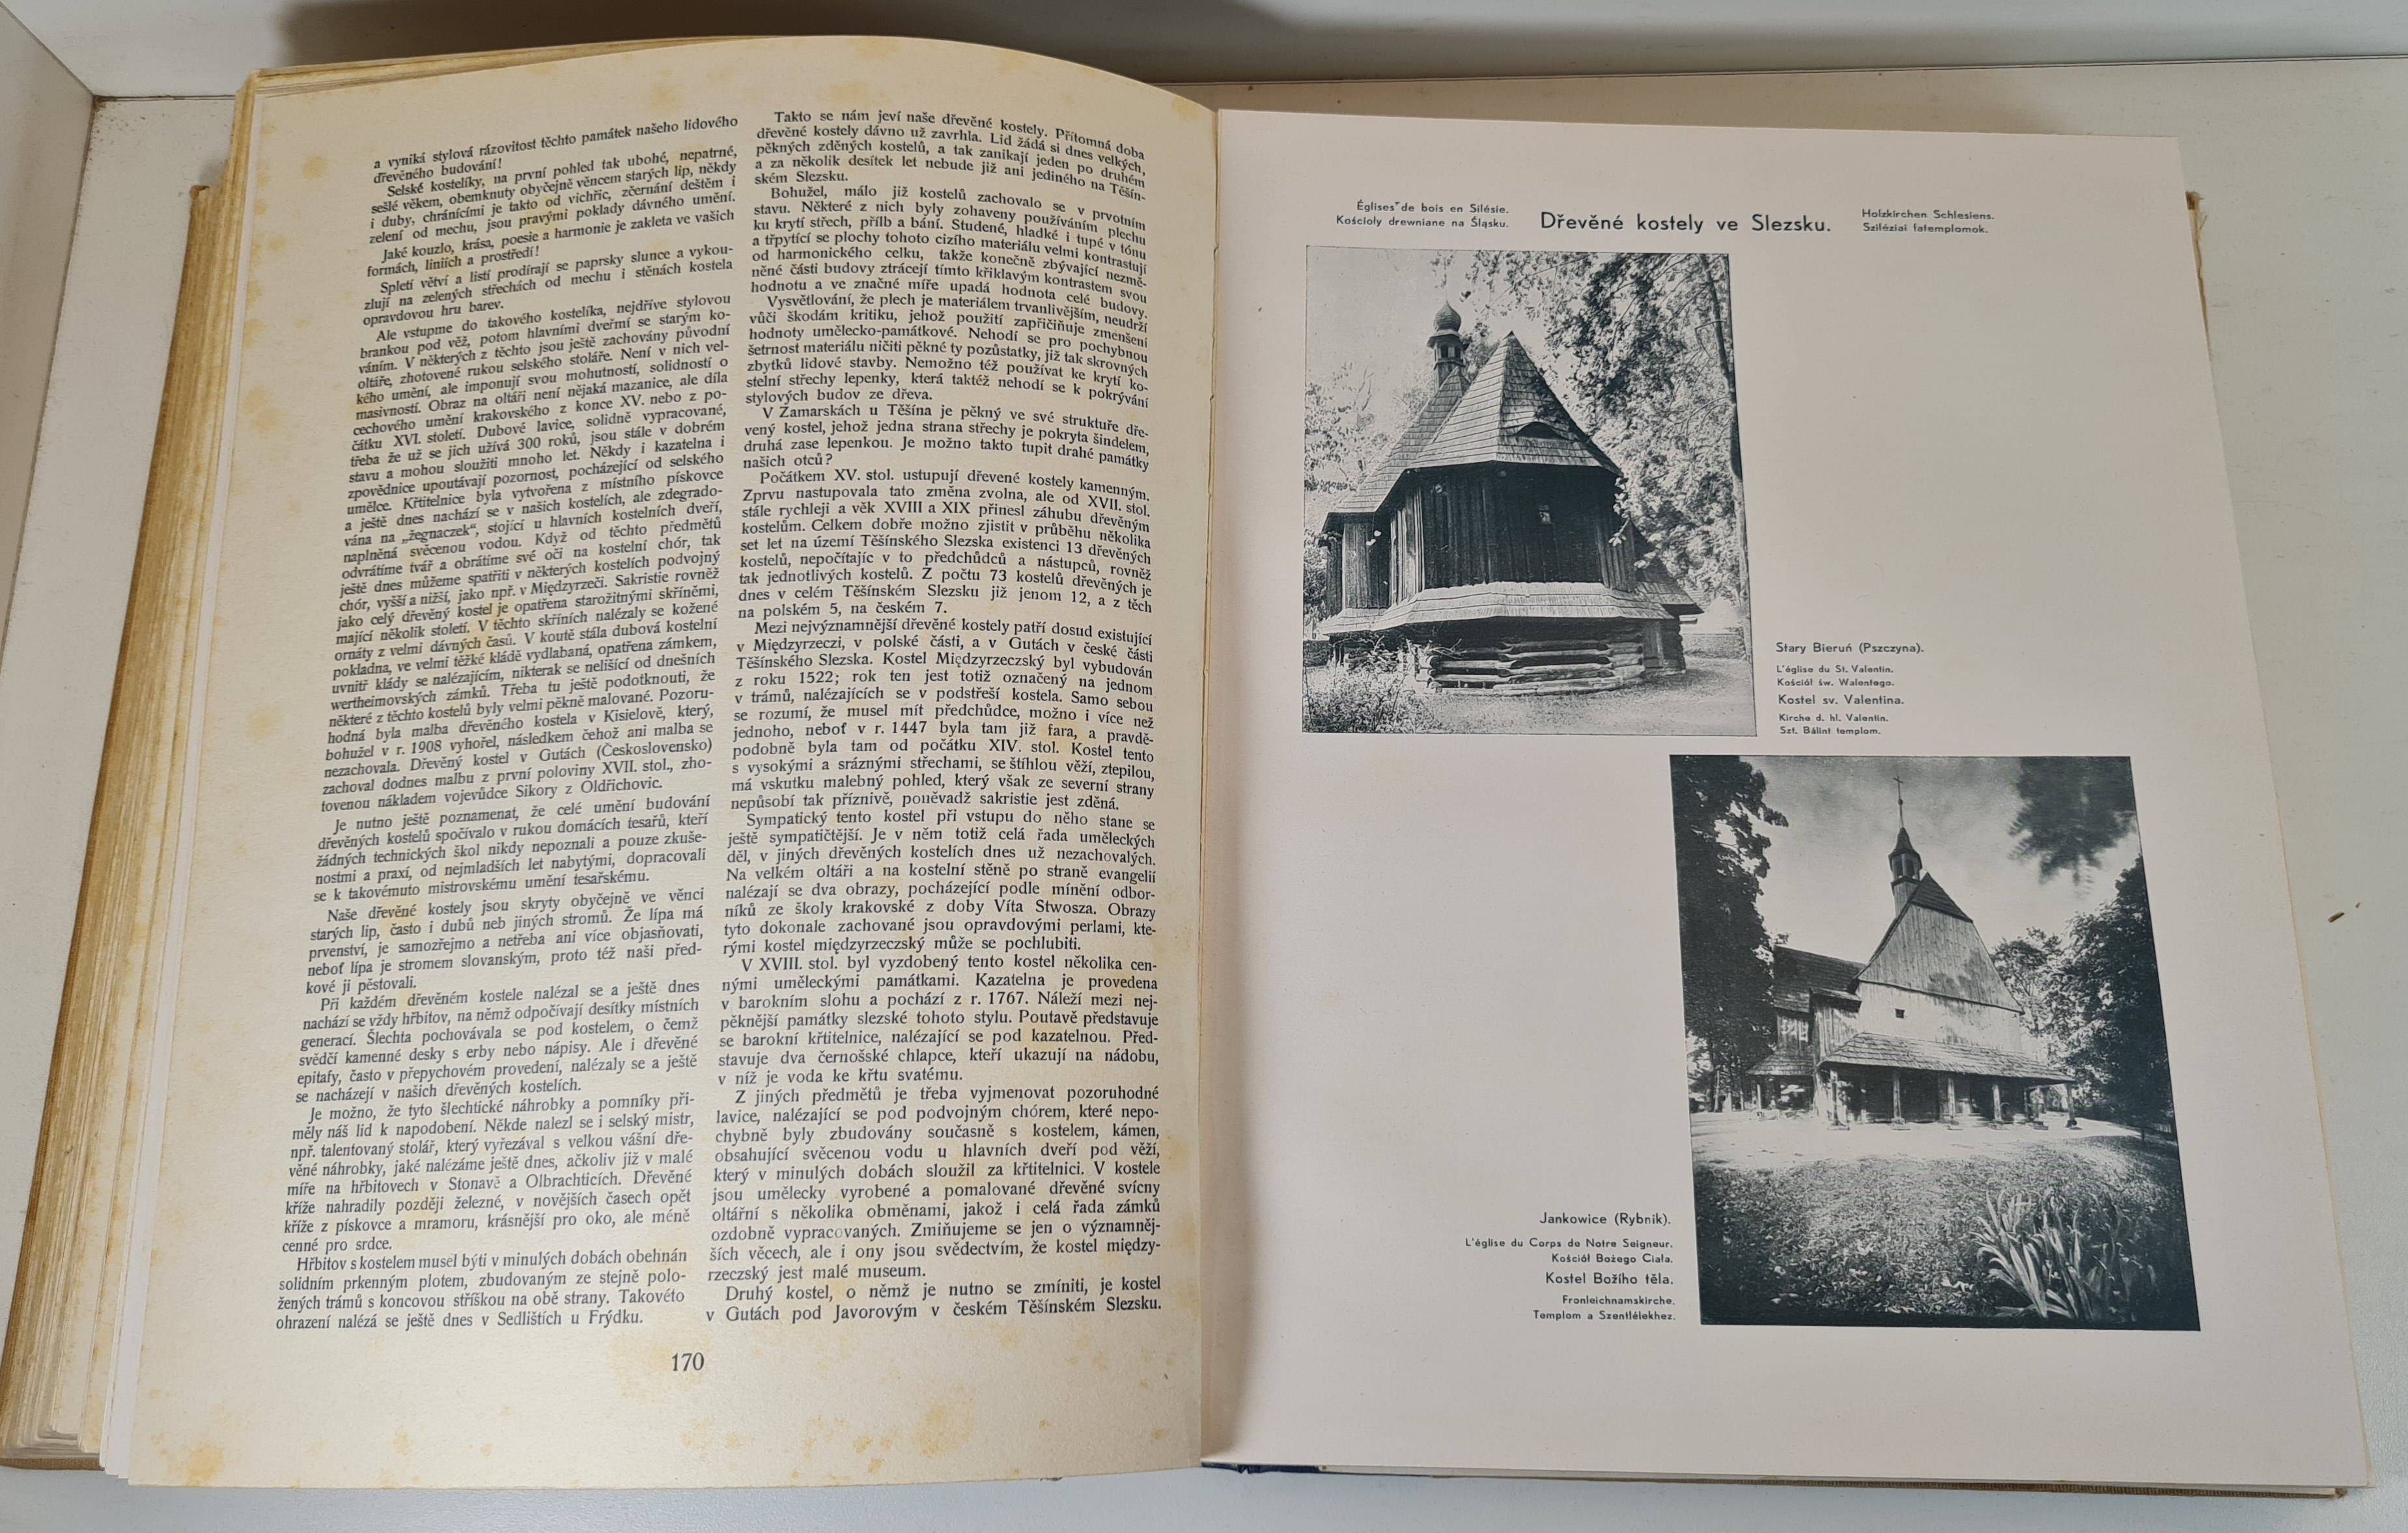 a vyniká stylová rázovitost těchto památek našeho lidového
dřevěného budování!
Selské kostelíky, na první pohled tak ubohé, nepatrné,
sešlé věkem, obemknuty obyčejně věncem starých lip, někdy
i duby, chránícími je takto od vichřic, zčernání deštěm i
zelení od mechu, jsou pravými poklady dávného umění.
Jaké kouzlo, krása, poesie a harmonie je zakleta ve vašich
formách, liniích a prostředí!
Spletí větví a listí prodírají se paprsky slunce a vykou-
zlují na zelených střechách od mechu i stěnách kostela
opravdovou hru barev.
Ale vstupme do takového kostelíka, nejdříve stylovou
brankou pod věž, potom hlavními dveřmi se starým ko-
váním. V některých z těchto jsou ještě zachovány původní
oltáře, zhotovené rukou selského stoláře. Není v nich vel-
kého umění, ale imponují svou mohutností, solidností o
masivností. Obraz na oltáři není nějaká mazanice, ale díla
cechového umění krakovského z konce XV. nebo z po-
čátku XVI. století. Dubové lavice, solidně vypracované,
třeba že už se jich užívá 300 roků, jsou stále v dobrém
stavu a mohou sloužiti mnoho let. Někdy i kazatelna i
zpovědnice upoutávají pozornost, pocházející od selského
umělce. Křtitelnice byla vytvořena z místního pískovce
a ještě dnes nachází se v našich kostelích, ale zdegrado-
vána na „żegnaczek“, stojící u hlavních kostelních dveří,
naplněná svěcenou vodou. Když od těchto předmětů
odvrátíme tvář a obrátíme své oči na kostelní chór, tak
ještě dnes můžeme spatřiti v některých kostelích podvojný
chór, vyšší a nižší, jako např. v Międzyrzeči. Sakristie rovněž
jako celý dřevěný kostel je opatřena starožitnými skříněmi,
mající několik století. V těchto skříních nalézaly se kožené
ornáty z velmi dávných časů. V koutě stála dubová kostelní
pokladna, ve velmi těžké kládě vydlabaná, opatřena zámkem,
uvnitř klády se nalézajícím, nikterak se nelišící od dnešních
wertheimovských zámků. Třeba tu ještě podotknouti, že
některé z těchto kostelů byly velmi pěkně malované. Pozoru-
hodná byla malba dřevěného kostela v Kisielově, který,
bohužel v r. 1908 vyhořel, následkem čehož ani malba se
nezachovala. Dřevěný kostel v Gutách (Československo)
zachoval dodnes malbu z první poloviny XVII. stol., zho-
tovenou nákladem vojevůdce Sikory z Oldřichovic.
Je nutno ještě poznamenat, že celé umění budování
dřevěných kostelů spočívalo v rukou domácích tesařů, kteří
žádných technických škol nikdy nepoznali a pouze zkuše-
nostmi a praxí, od nejmladších let nabytými, dopracovali
se k takovémuto mistrovskému umění tesařskému.
Naše dřevěné kostely jsou skryty obyčejně ve věnci
starých lip, často i dubů neb jiných stromů. Že lípa má
prvenství, je samozřejmo a netřeba ani více objasňovati,
neboť lípa je stromem slovanským, proto též naši před-
kové ji pěstovali.
Při každém dřevěném kostele nalézal se a ještě dnes
nachází se vždy hřbitov, na němž odpočívají desítky místních
generací. Šlechta pochovávala se pod kostelem, o čemž
svědčí kamenné desky s erby nebo nápisy. Ale i dřevěné
epitafy, často v přepychovém provedení, nalézaly se a ještě
se nacházejí v našich dřevěných kostelích.
Je možno, že tyto šlechtické náhrobky a pomníky při-
měly náš lid k napodobení. Někde nalezl se i selský mistr,
např. talentovaný stolář, který vyřezával s velkou vášní dře-
věné náhrobky, jaké nalézáme ještě dnes, ačkoliv již v malé
míře na hřbitovech v Stonavě a Olbrachticích. Dřevěné
kříže nahradily později železné, v novějších časech opět
kříže z pískovce a mramoru, krásnější pro oko, ale méně
cenné pro srdce.
Hřbitov s kostelem musel býti v minulých dobách obehnán
solidním prkenným plotem, zbudovaným ze stejně polo-
žených trámů s koncovou stříškou na obě strany. Takovéto
ohrazení nalézá se ještě dnes v Sedlištích u Frýdku.
Takto se nám jeví naše dřevěné kostely. Přítomná doba
dřevěné kostely dávno už zavrhla. Lid žádá si dnes velkých,
pěkných zděných kostelů, a tak zanikají jeden po druhém
a za několik desítek let nebude již ani jediného na Těšín-
ském Slezsku.
Bohužel, málo již kostelů zachovalo se v prvotním
stavu. Některé z nich byly zohaveny používáním plechu
ku krytí střech, přílb a bání. Studené, hladké i tupé v tónu
a třpytící se plochy tohoto cizího materiálu velmi kontrastují
od harmonického celku, takže konečně zbývající nezmě-
něné části budovy ztrácejí tímto křiklavým kontrastem svou
hodnotu a ve značné míře upadá hodnota celé budovy.
Vysvětlování, že plech je materiálem trvanlivějším, neudrží
vůči škodám kritiku, jehož použití zapřičiňuje zmenšení
hodnoty umělecko-památkové. Nehodí se pro pochybnou
šetrnost materiálu ničiti pěkné ty pozůstatky, již tak skrovných
zbytků lidové stavby. Nemožno též používat ke krytí ko-
stelní střechy lepenky, která taktéž nehodí se k pokrývání
stylových budov ze dřeva.
V Zamarskách u Těšína je pěkný ve své struktuře dře-
vený kostel, jehož jedna strana střechy je pokryta šindelem,
druhá zase lepenkou. Je možno takto tupit drahé památky
našich otců?
Počátkem XV. stol. ustupují dřevené kostely kamenným.
Zprvu nastupovala tato změna zvolna, ale od XVII. stol.
stále rychleji a věk XVIII a XIX přinesl záhubu dřevěným
kostelům. Celkem dobře možno zjistit v průběhu několika
set let na území Těšínského Slezska existenci 13 dřevěných
kostelů, nepočítajíc v to předchůdců a nástupců, rovněž
tak jednotlivých kostelů. Z počtu 73 kostelů dřevěných je
dnes v celém Těšínském Slezsku již jenom 12, a z těch
na polském 5, na českém 7.
Mezi nejvýznamnější dřevěné kostely patří dosud existující
v Międzyrzeczi, v polské části, a v Gutách v české části
Těšínského Slezska. Kostel Międzyrzeczský byl vybudován
z roku 1522; rok ten jest totiž označený na jednom
v trámů, nalézajících se v podstřeší kostela. Samo sebou
se rozumí, že musel mít předchůdce, možno i více než
jednoho, neboť v r. 1447 byla tam již fara, a pravdě-
podobně byla tam od počátku XIV. stol. Kostel tento
s vysokými a sráznými střechami, se štíhlou věží, ztepilou,
má vskutku malebný pohled, který však ze severní strany
nepůsobí tak příznivě, poněvadž sakristie jest zděná.
Sympatický tento kostel při vstupu do něho stane se
ještě sympatičtější. Je v něm totiž celá řada uměleckých
děl, v jiných dřevěných kostelích dnes už nezachovalých.
Na velkém oltáři a na kostelní stěně po straně evangelií
nalézají se dva obrazy, pocházející podle mínění odbor-
níků ze školy krakovské z doby Víta Stwosza. Obrazy
tyto dokonale zachované jsou opravdovými perlami, kte-
rými kostel międzyrzeczský může se pochlubiti.
V XVIII. stol. byl vyzdobený tento kostel několika cen-
nými uměleckými památkami. Kazatelna je provedena
v barokním slohu a pochází z r. 1767. Náleží mezi nej-
pěknější památky slezské tohoto stylu. Poutavě představuje
se barokní křtitelnice, nalézající se pod kazatelnou. Před-
stavuje dva černošské chlapce, kteří ukazují na nádobu,
v níž je voda ke křtu svatému.
Z jiných předmětů je třeba vyjmenovat pozoruhodné
lavice, nalézající se pod podvojným chórem, které nepo-
chybně byly zbudovány současně s kostelem, kámen,
obsahující svěcenou vodu u hlavních dveří pod věží,
který v minulých dobách sloužil za křtitelnici. V kostele
jsou umělecky vyrobené a pomalované dřevěné svícny
oltářní s několika obměnami, jakož i celá řada zámků
ozdobně vypracovaných. Zmiňujeme se jen o významněj-
ších věcech, ale i ony jsou svědectvím, že kostel między-
rzeczský jest malé museum.
Druhý kostel, o němž je nutno se zmíniti, je kostel
v Gutách pod Javorovým v českém Těšínském Slezsku.
170
Églises de bois en Silésie.
Kościoly drewniane na Śląsku.
Dřevěné kostely ve Slezsku.
Holzkirchen Schlesiens.
Sziléziai fatemplomok.
Stary Bieruń (Pszczyna).
L'église du St. Valentin.
Kościół św. Walentego.
Kostel sv. Valentina.
Kirche d. hl. Valentin.
Szt. Bálint templom.
Jankowice (Rybnik).
L'église du Corps de Notre Seigneur.
Kościół Bożego Ciała.
Kostel Božího těla.
Fronleichnamskirche.
Templom a Szentlélekhez.